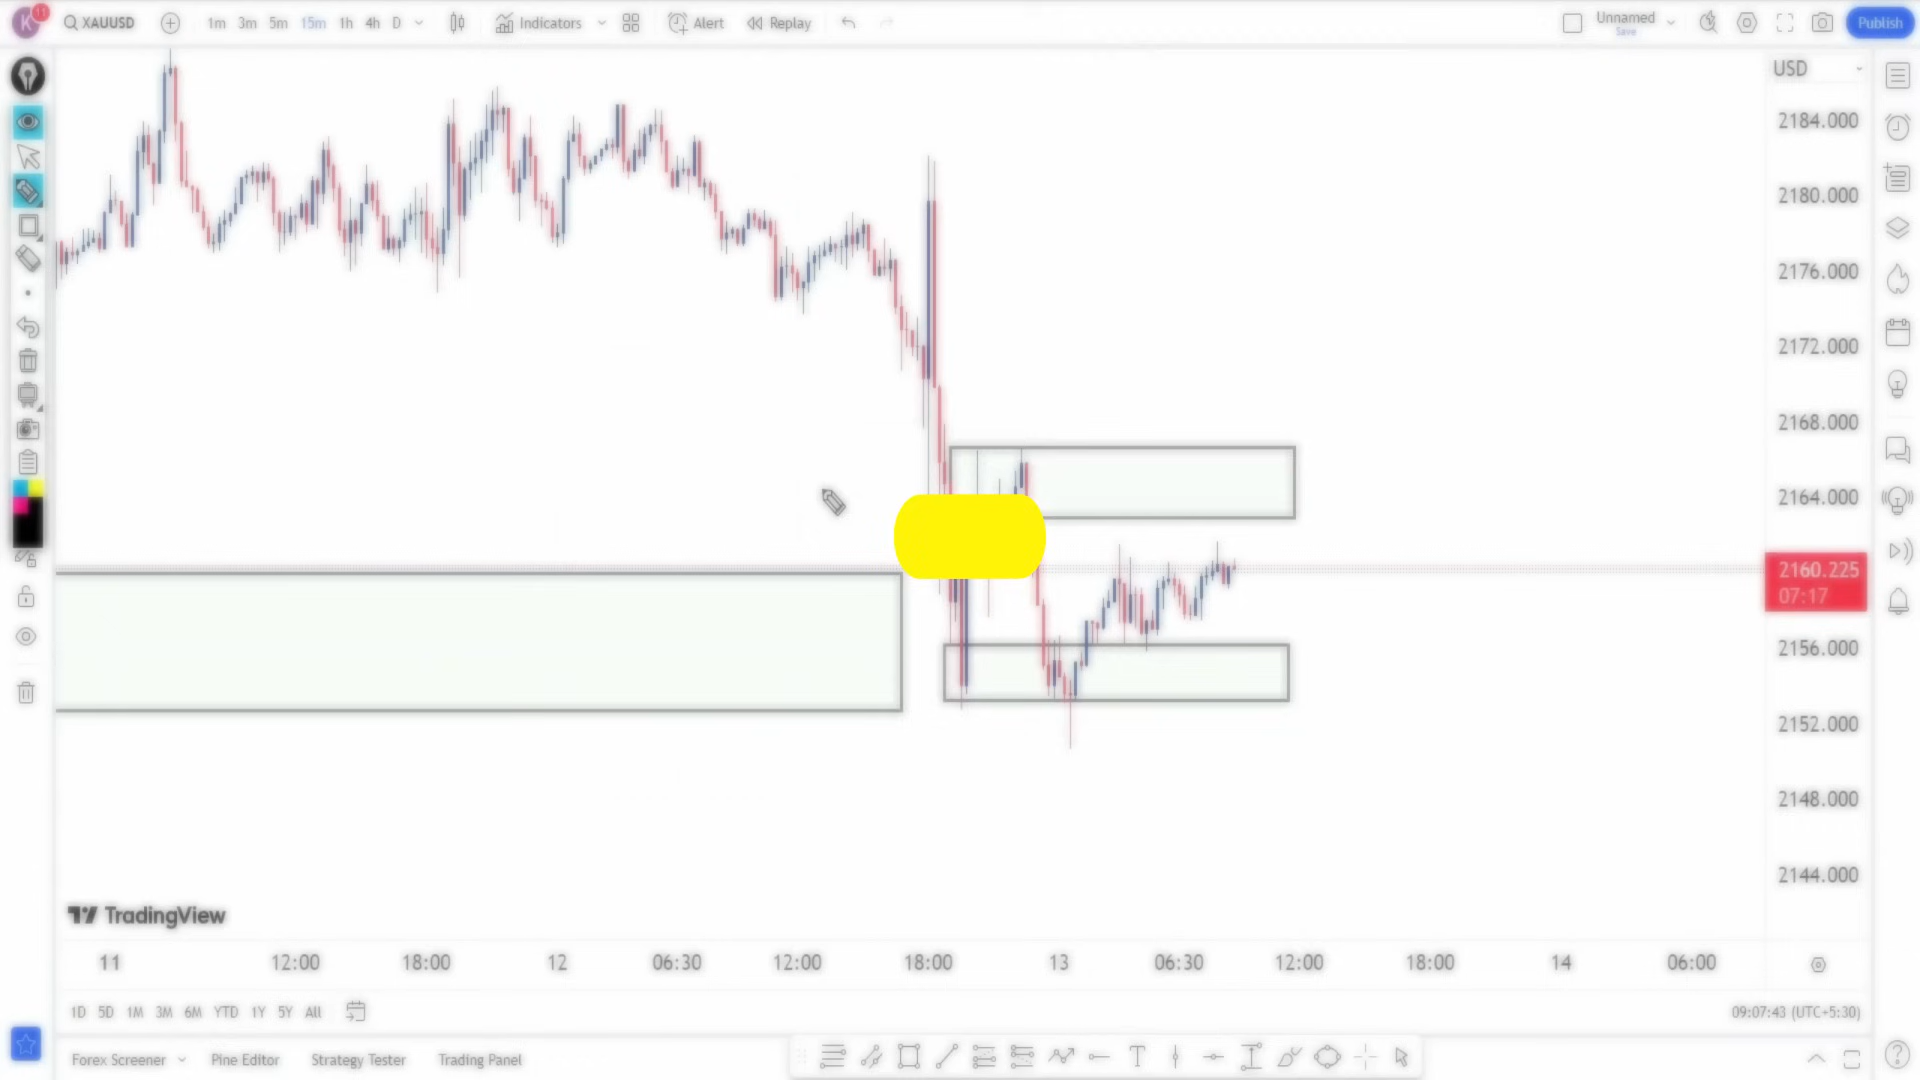 K 11 XAUUSD 1m 3m 5m 15m 1h 4h D Indicators Alert Replay Unnamed Publish
Save
USD
2184.000
2180.000
2176.000
2172.000
2168.000
2164.000
2160.225
07:17
2156.000
2152.000
2148.000
2144.000
TradingView
11 12:00 18:00 12 06:30 12:00 18:00 13 06:30 12:00 18:00 14 06:00
1D 5D 1M 3M 6M YTD 1Y 5Y All 09:07:43 (UTC+5:30)
Forex Screener Pine Editor Strategy Tester Trading Panel